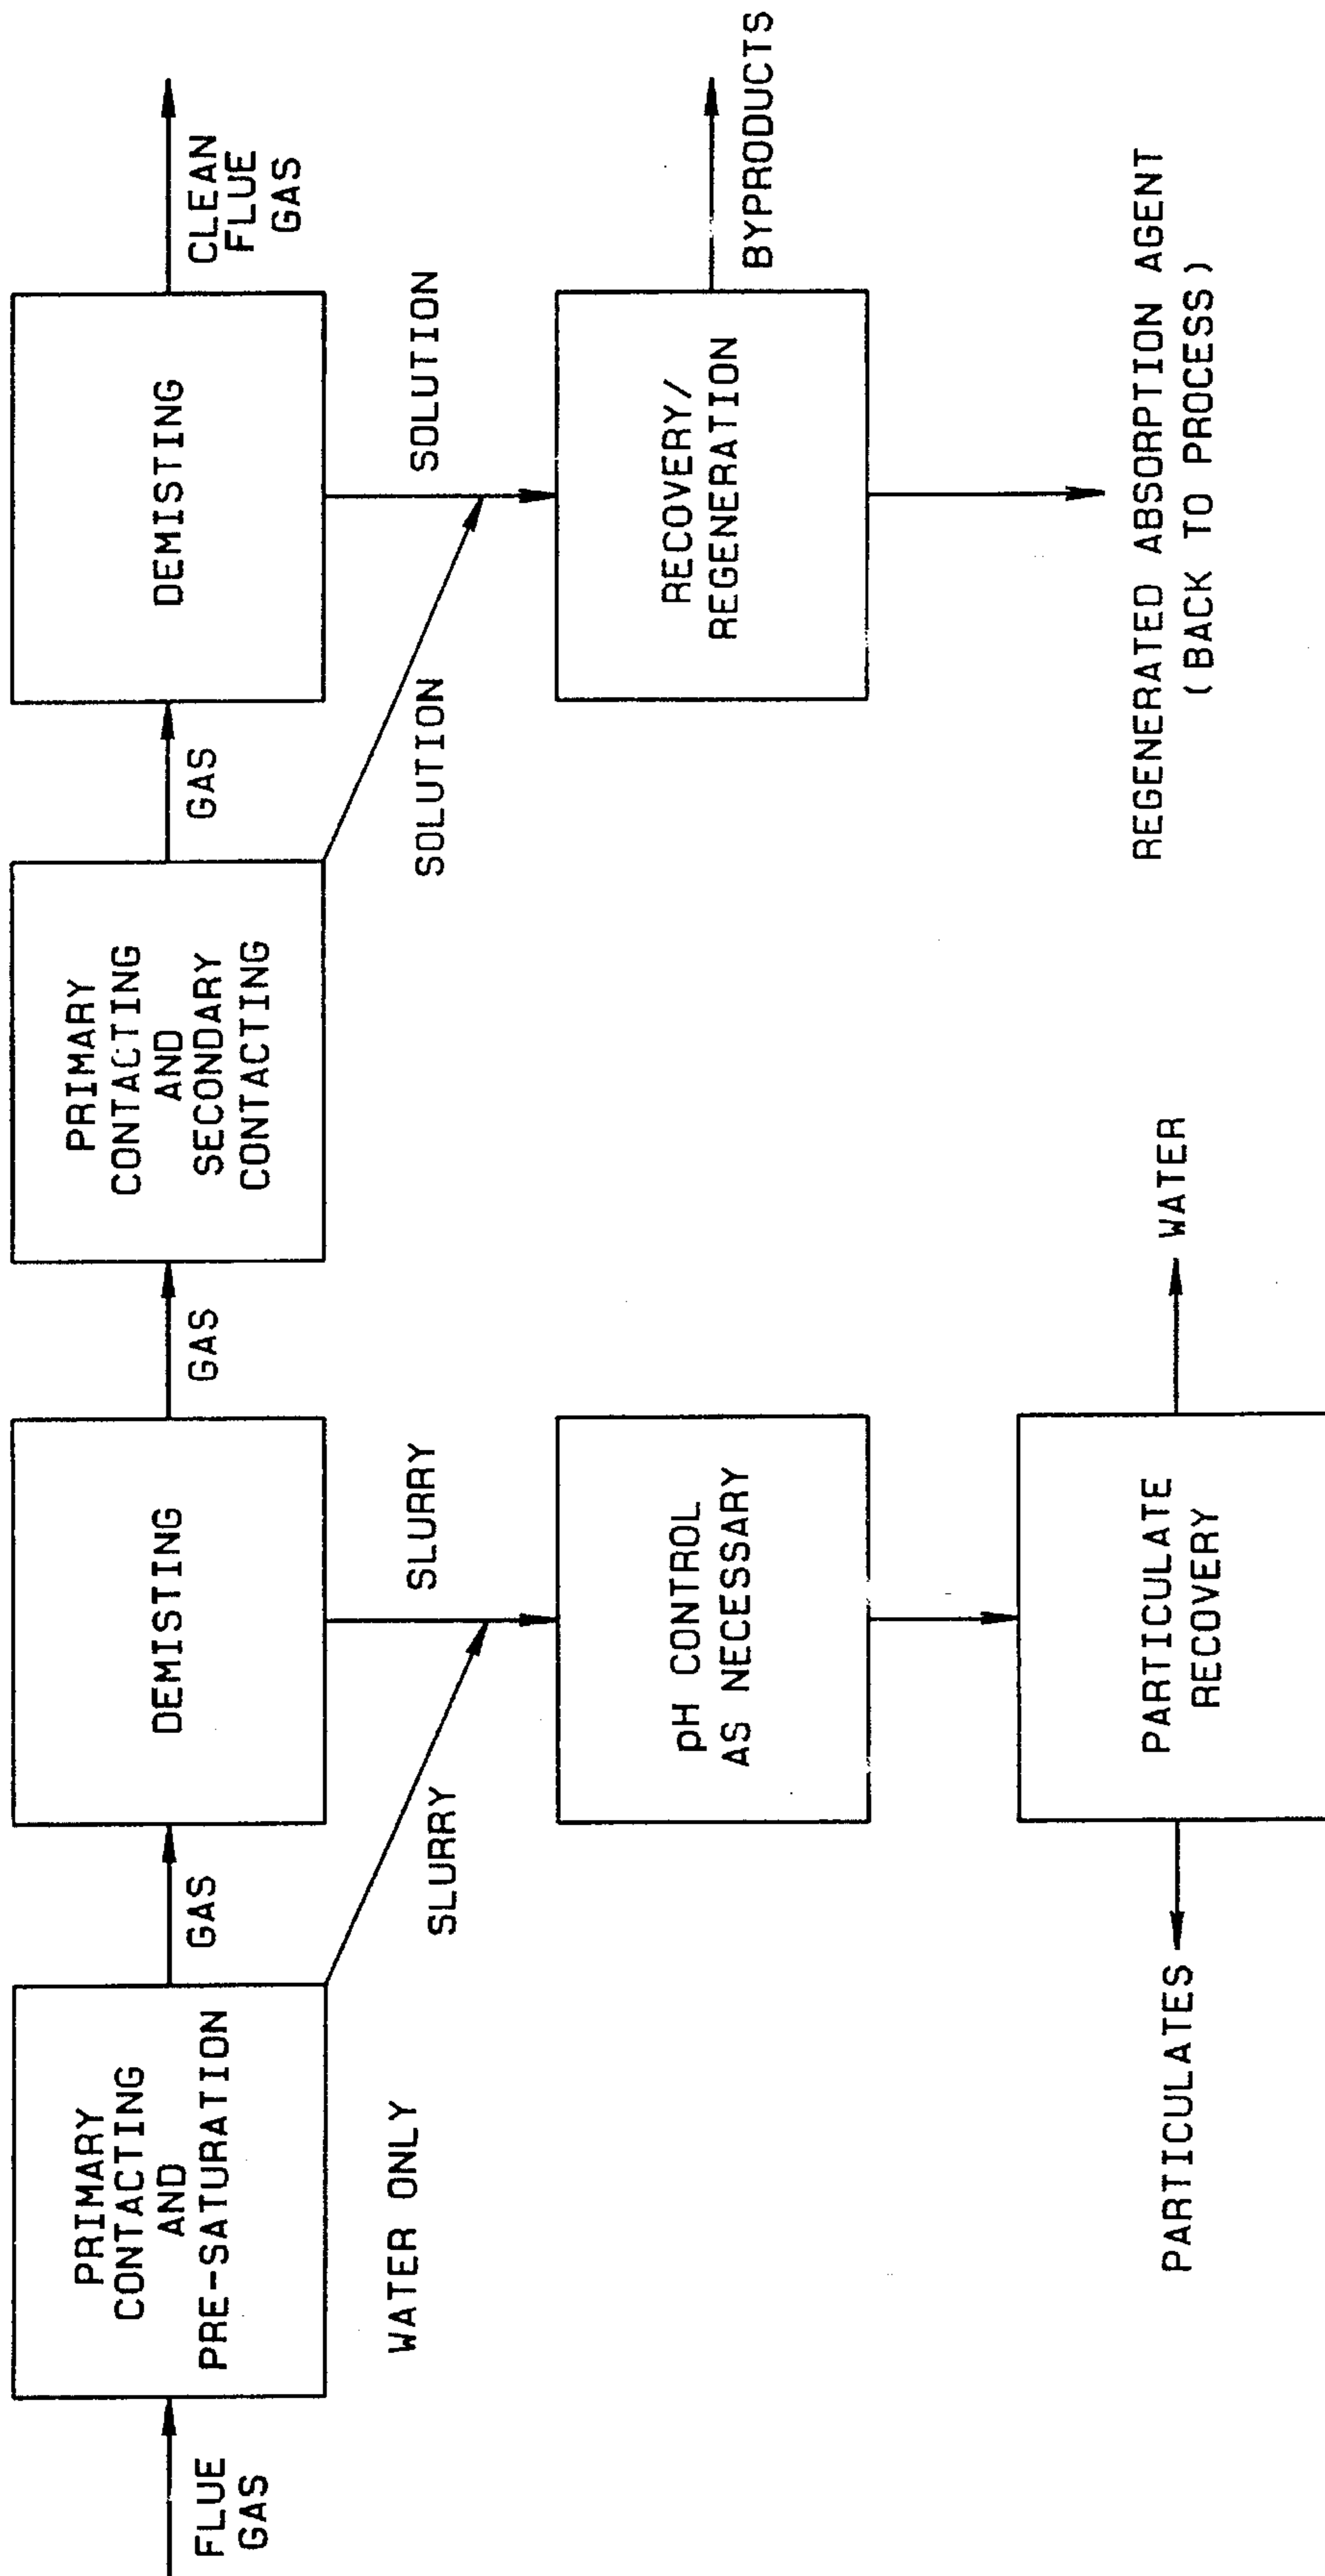 FLUE
GAS
PRIMARY
CONTACTING
AND
PRE-SATURATION
WATER ONLY
GAS
SLURRY
DEMISTING
SLURRY
GAS
PRIMARY
CONTACTING
AND
SECONDARY
CONTACTING
GAS
SOLUTION
DEMISTING
SOLUTION
CLEAN
FLUE
GAS
pH CONTROL
AS NECESSARY
RECOVERY/
REGENERATION
BYPRODUCTS
PARTICULATES
PARTICULATE
RECOVERY
WATER
REGENERATED ABSORPTION AGENT
(BACK TO PROCESS)